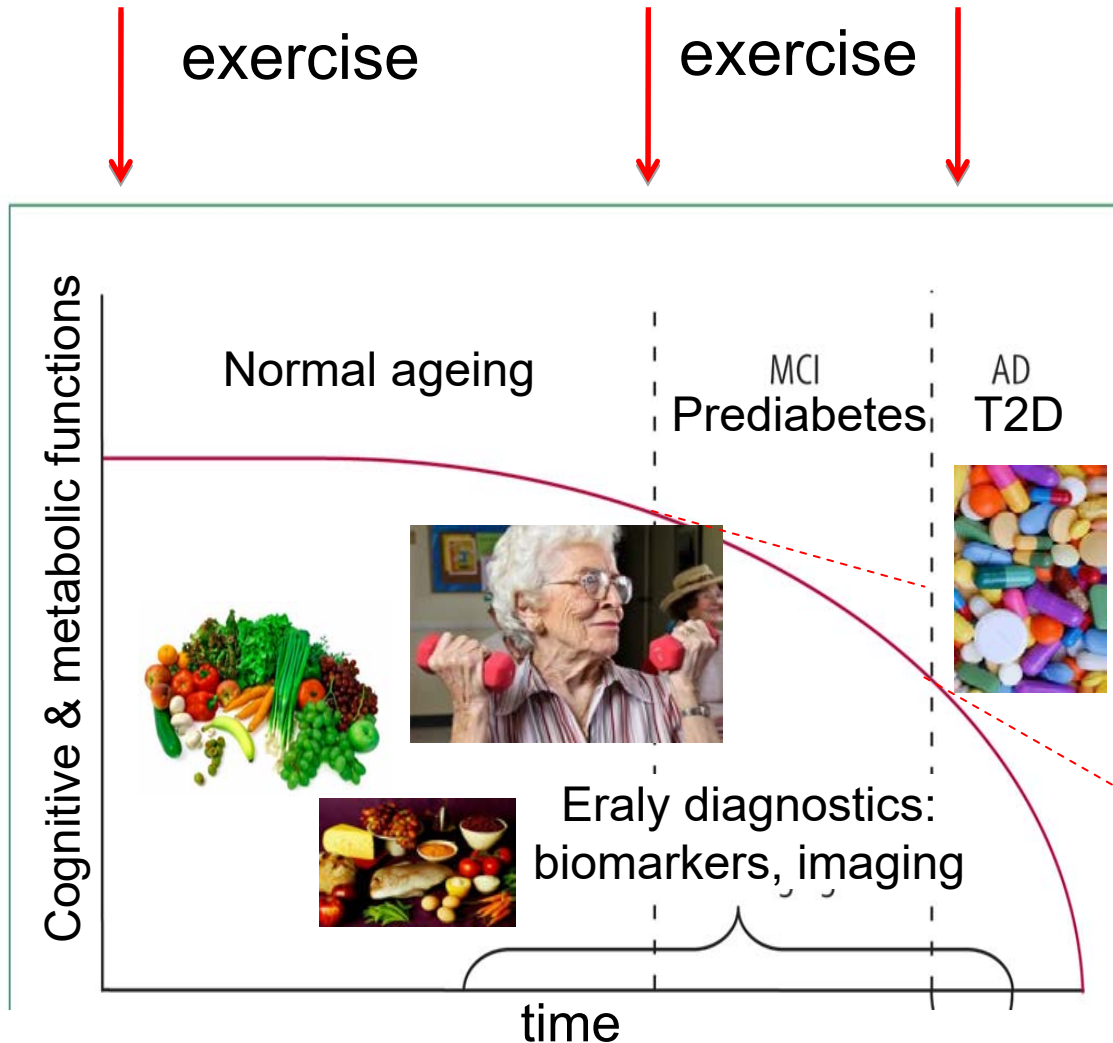 exercise
exercise
Cognitive & metabolic functions
Normal ageing
MCI
Prediabetes
AD
T2D
Eraly diagnostics:
biomarkers, imaging
time